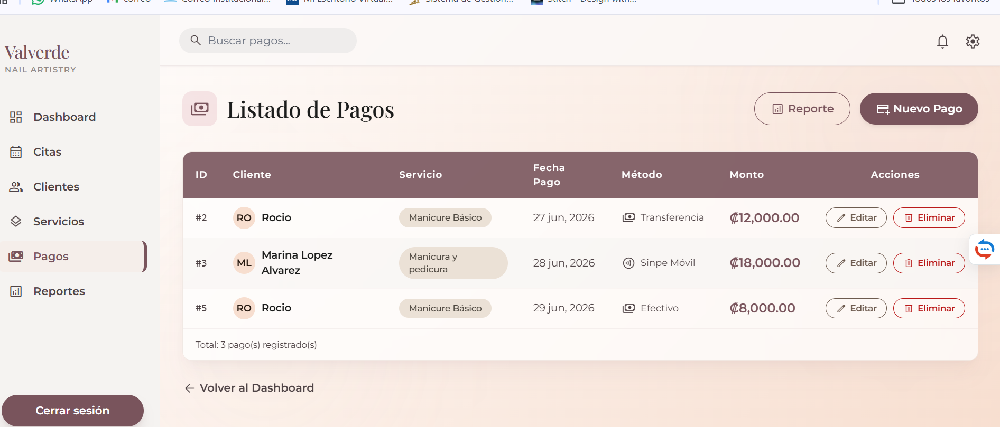 WhatsApp
Correo
Correo Institucional...
Mi Escritorio Virtual...
Sistema de Gestión...
Stitch - Design with...
Todos los favoritos
Valverde
NAIL ARTISTRY
Buscar pagos...
Dashboard
Citas
Clientes
Servicios
Pagos
Reportes
Cerrar sesión
Listado de Pagos
Reporte
Nuevo Pago
ID Cliente Servicio Fecha Pago Método Monto Acciones
#2 RO Rocio Manicure Básico 27 jun, 2026 Transferencia ₡12,000.00 Editar Eliminar
#3 ML Marina Lopez Alvarez Manicura y pedicura 28 jun, 2026 Sinpe Móvil ₡18,000.00 Editar Eliminar
#5 RO Rocio Manicure Básico 29 jun, 2026 Efectivo ₡8,000.00 Editar Eliminar
Total: 3 pago(s) registrado(s)
← Volver al Dashboard